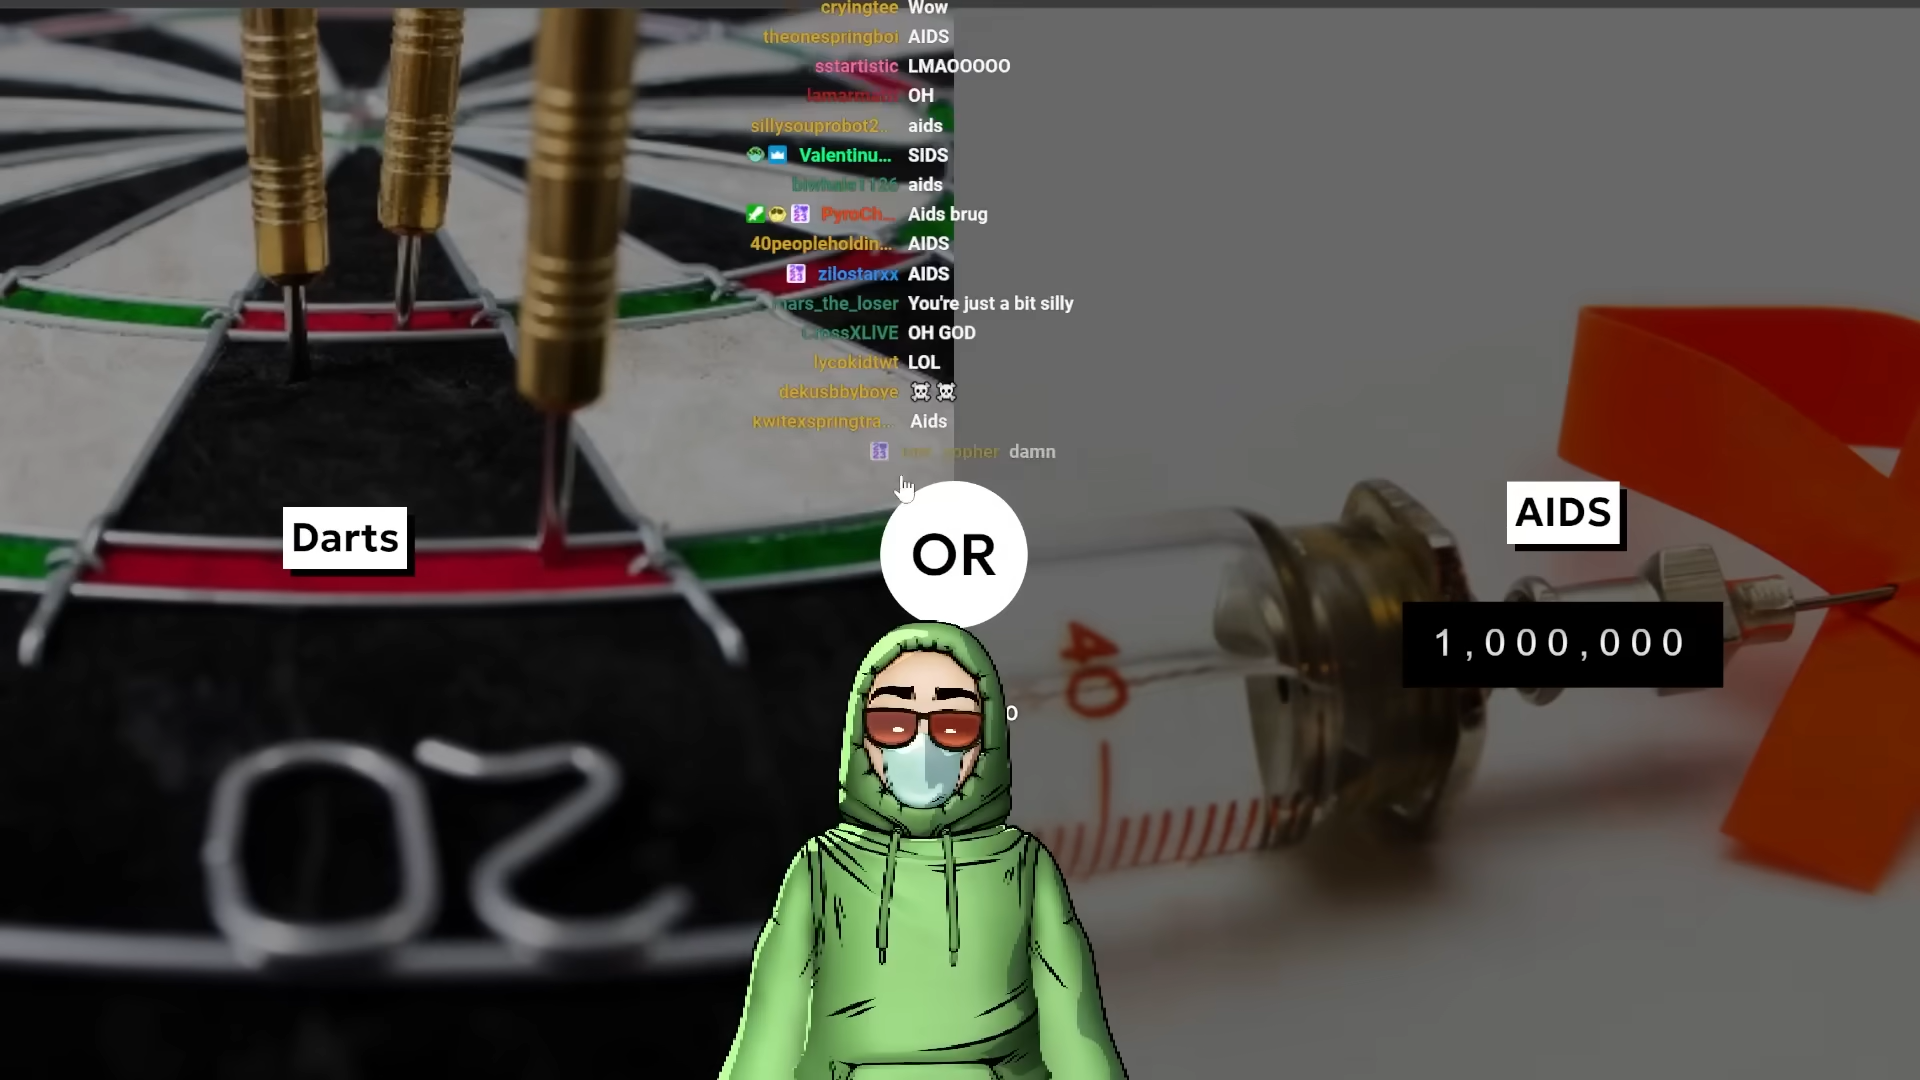 cryingtee Wow
theonespringboi AIDS
sstartistic LMAOOOOO
OH
sillysouprobot2... aids
Valentinu... SIDS
aids
PyroCh... Aids brug
40peopleholdin... AIDS
zilostarxx AIDS
mars_the_loser You're just a bit silly
CrossXLIVE OH GOD
lycokidtwt LOL
dekusbbyboye ☠☠
kwitexspringtra... Aids
damn
Darts
OR
AIDS
1,000,000
40
20